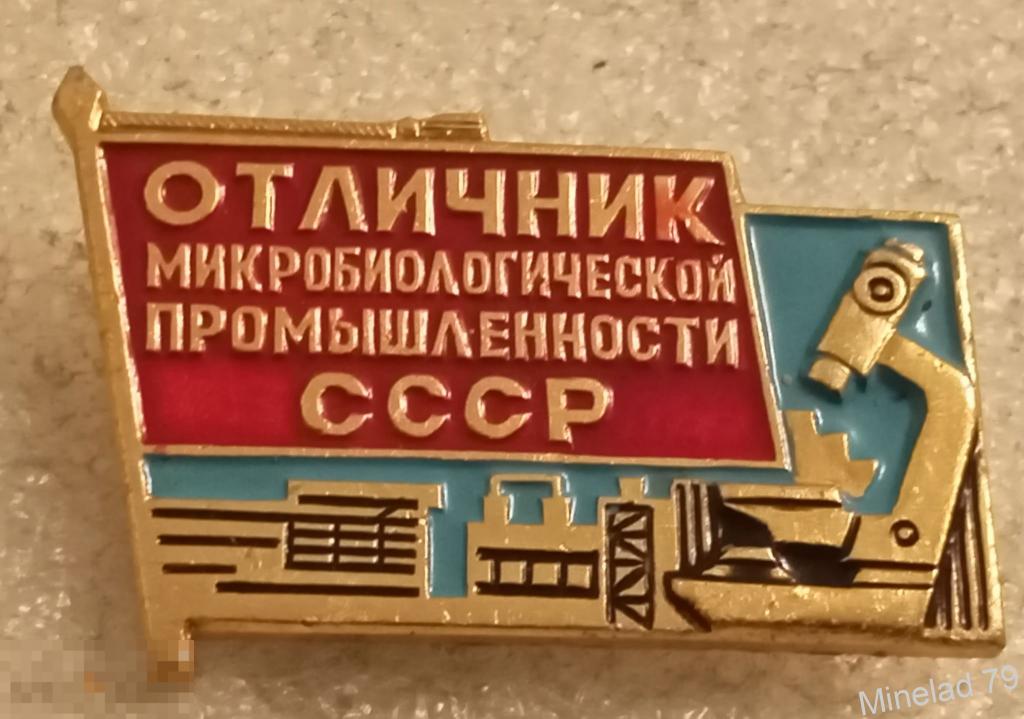 ОТЛИЧНИК
МИКРОБИОЛОГИЧЕСКОЙ
ПРОМЫШЛЕННОСТИ
СССР
Minelad 79